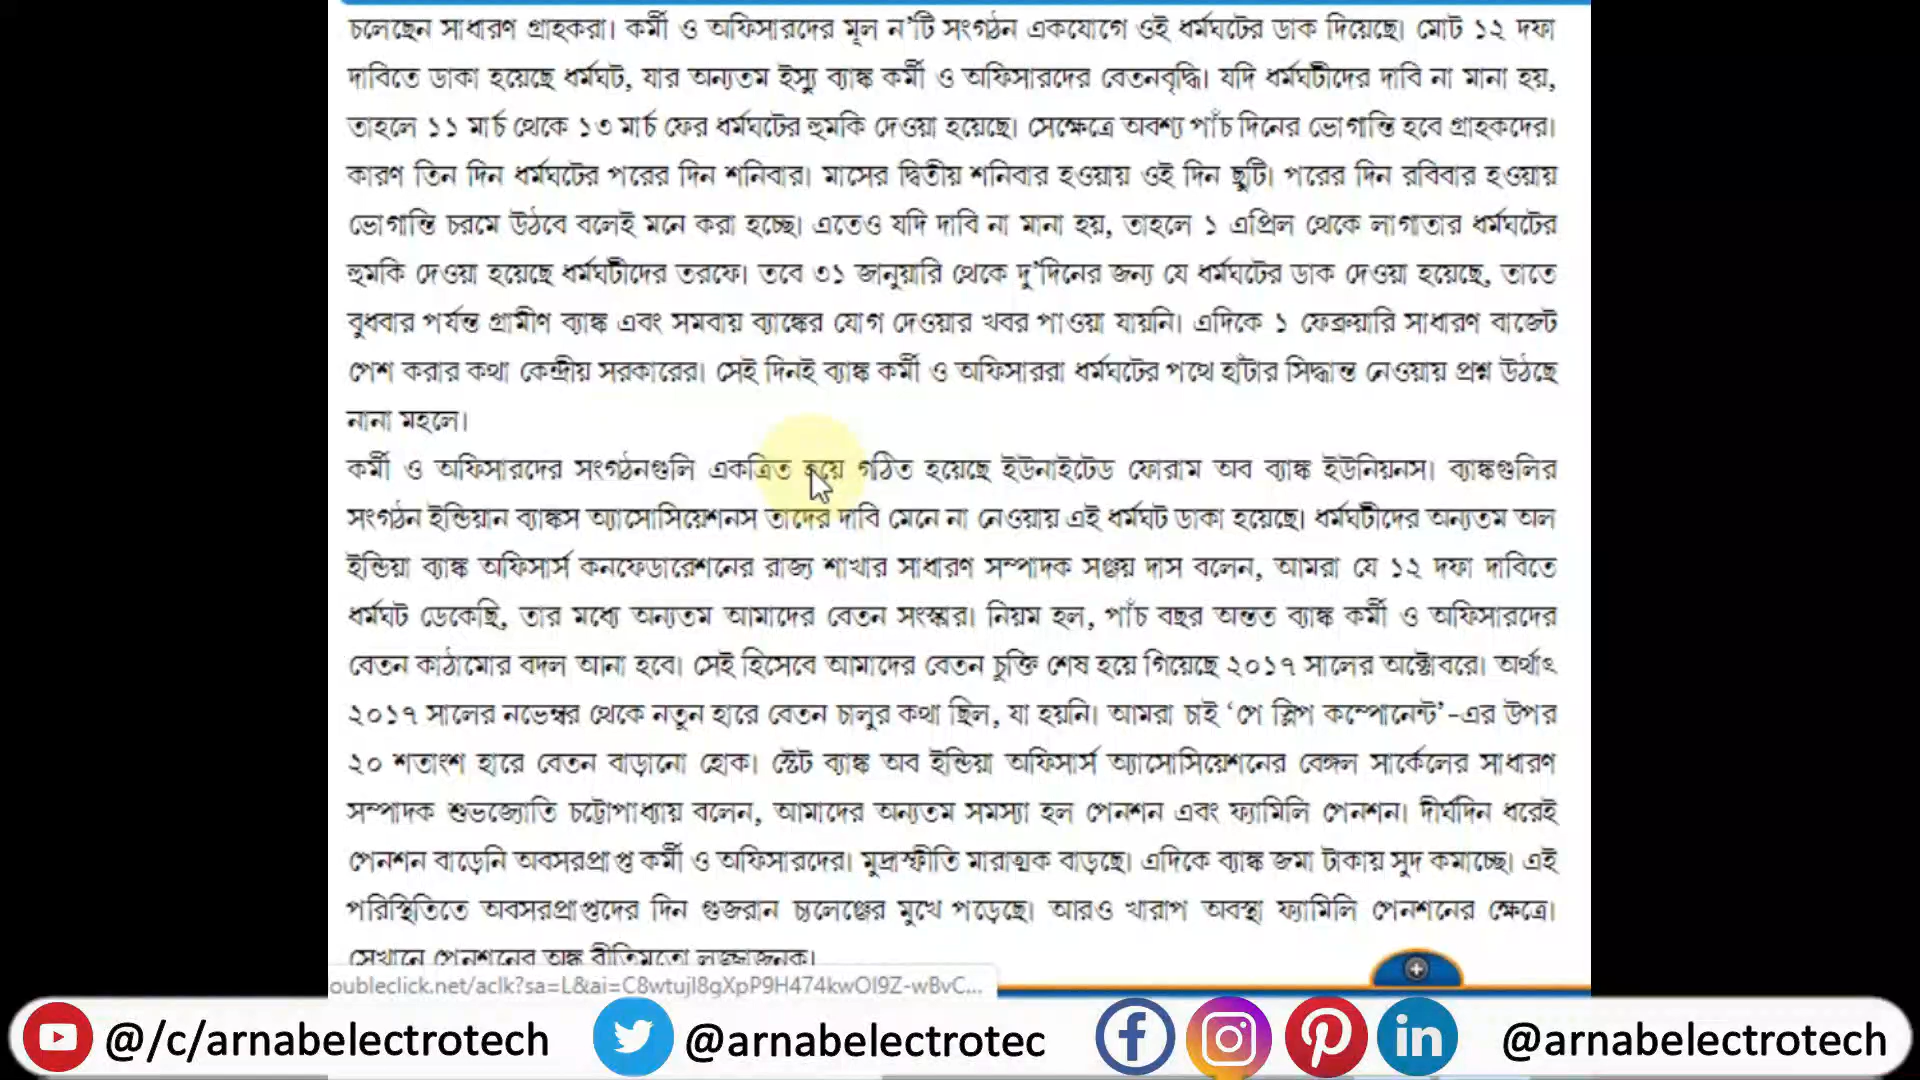 চলেছেন সাধারণ গ্রাহকরা। কর্মী ও অফিসারদের মূল ন'টি সংগঠন একযোগে ওই ধর্মঘটের ডাক দিয়েছে। মোট ১২ দফা
দাবিতে ডাকা হয়েছে ধর্মঘট, যার অন্যতম ইস্যু ব্যাঙ্ক কর্মী ও অফিসারদের বেতনবৃদ্ধি। যদি ধর্মঘটীদের দাবি না মানা হয়,
তাহলে ১১ মার্চ থেকে ১৩ মার্চ ফের ধর্মঘটের হুমকি দেওয়া হয়েছে। সেক্ষেত্রে অবশ্য পাঁচ দিনের ভোগান্তি হবে গ্রাহকদের।
কারণ তিন দিন ধর্মঘটের পরের দিন শনিবার। মাসের দ্বিতীয় শনিবার হওয়ায় ওই দিন ছুটি। পরের দিন রবিবার হওয়ায়
ভোগান্তি চরমে উঠবে বলেই মনে করা হচ্ছে। এতেও যদি দাবি না মানা হয়, তাহলে ১ এপ্রিল থেকে লাগাতার ধর্মঘটের
হুমকি দেওয়া হয়েছে ধর্মঘটীদের তরফে। তবে ৩১ জানুয়ারি থেকে দু'দিনের জন্য যে ধর্মঘটের ডাক দেওয়া হয়েছে, তাতে
বুধবার পর্যন্ত গ্রামীণ ব্যাঙ্ক এবং সমবায় ব্যাঙ্কের যোগ দেওয়ার খবর পাওয়া যায়নি। এদিকে ১ ফেব্রুয়ারি সাধারণ বাজেট
পেশ করার কথা কেন্দ্রীয় সরকারের। সেই দিনই ব্যাঙ্ক কর্মী ও অফিসাররা ধর্মঘটের পথে হাঁটার সিদ্ধান্ত নেওয়ায় প্রশ্ন উঠছে
নানা মহলে।
কর্মী ও অফিসারদের সংগঠনগুলি একত্রিত হয়ে গঠিত হয়েছে ইউনাইটেড ফোরাম অব ব্যাঙ্ক ইউনিয়নস। ব্যাঙ্কগুলির
সংগঠন ইন্ডিয়ান ব্যাঙ্কস অ্যাসোসিয়েশনস তাদের দাবি মেনে না নেওয়ায় এই ধর্মঘট ডাকা হয়েছে। ধর্মঘটীদের অন্যতম অল
ইন্ডিয়া ব্যাঙ্ক অফিসার্স কনফেডারেশনের রাজ্য শাখার সাধারণ সম্পাদক সঞ্জয় দাস বলেন, আমরা যে ১২ দফা দাবিতে
ধর্মঘট ডেকেছি, তার মধ্যে অন্যতম আমাদের বেতন সংস্কার। নিয়ম হল, পাঁচ বছর অন্তত ব্যাঙ্ক কর্মী ও অফিসারদের
বেতন কাঠামোর বদল আনা হবে। সেই হিসেবে আমাদের বেতন চুক্তি শেষ হয়ে গিয়েছে ২০১৭ সালের অক্টোবরে। অর্থাৎ
২০১৭ সালের নভেম্বর থেকে নতুন হারে বেতন চালুর কথা ছিল, যা হয়নি। আমরা চাই 'পে স্লিপ কম্পোনেন্ট'-এর উপর
২০ শতাংশ হারে বেতন বাড়ানো হোক। স্টেট ব্যাঙ্ক অব ইন্ডিয়া অফিসার্স অ্যাসোসিয়েশনের বেঙ্গল সার্কেলের সাধারণ
সম্পাদক শুভজ্যোতি চট্টোপাধ্যায় বলেন, আমাদের অন্যতম সমস্যা হল পেনশন এবং ফ্যামিলি পেনশন। দীর্ঘদিন ধরেই
পেনশন বাড়েনি অবসরপ্রাপ্ত কর্মী ও অফিসারদের। মুদ্রাস্ফীতি মারাত্মক বাড়ছে। এদিকে ব্যাঙ্ক জমা টাকায় সুদ কমাচ্ছে। এই
পরিস্থিতিতে অবসরপ্রাপ্তদের দিন গুজরান চ্যলেঞ্জের মুখে পড়েছে। আরও খারাপ অবস্থা ফ্যামিলি পেনশনের ক্ষেত্রে।
সেখানে পেনশনের অঙ্ক রীতিমতো লজ্জাজনক।
oubleclick.net/aclk?sa=L&ai=C8wtujI8gXpP9H474kwOI9Z-wBvC...
@/c/arnabelectrotech @arnabelectrotec @arnabelectrotech